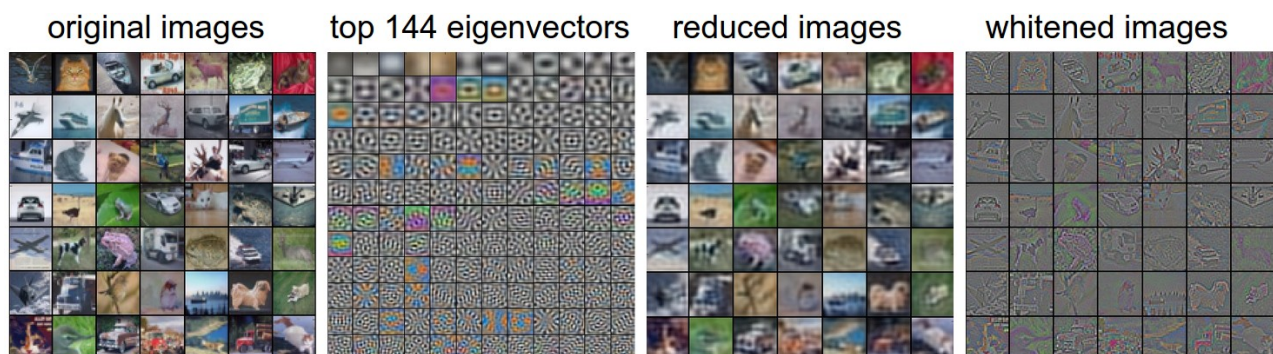 original images
top 144 eigenvectors
reduced images
whitened images